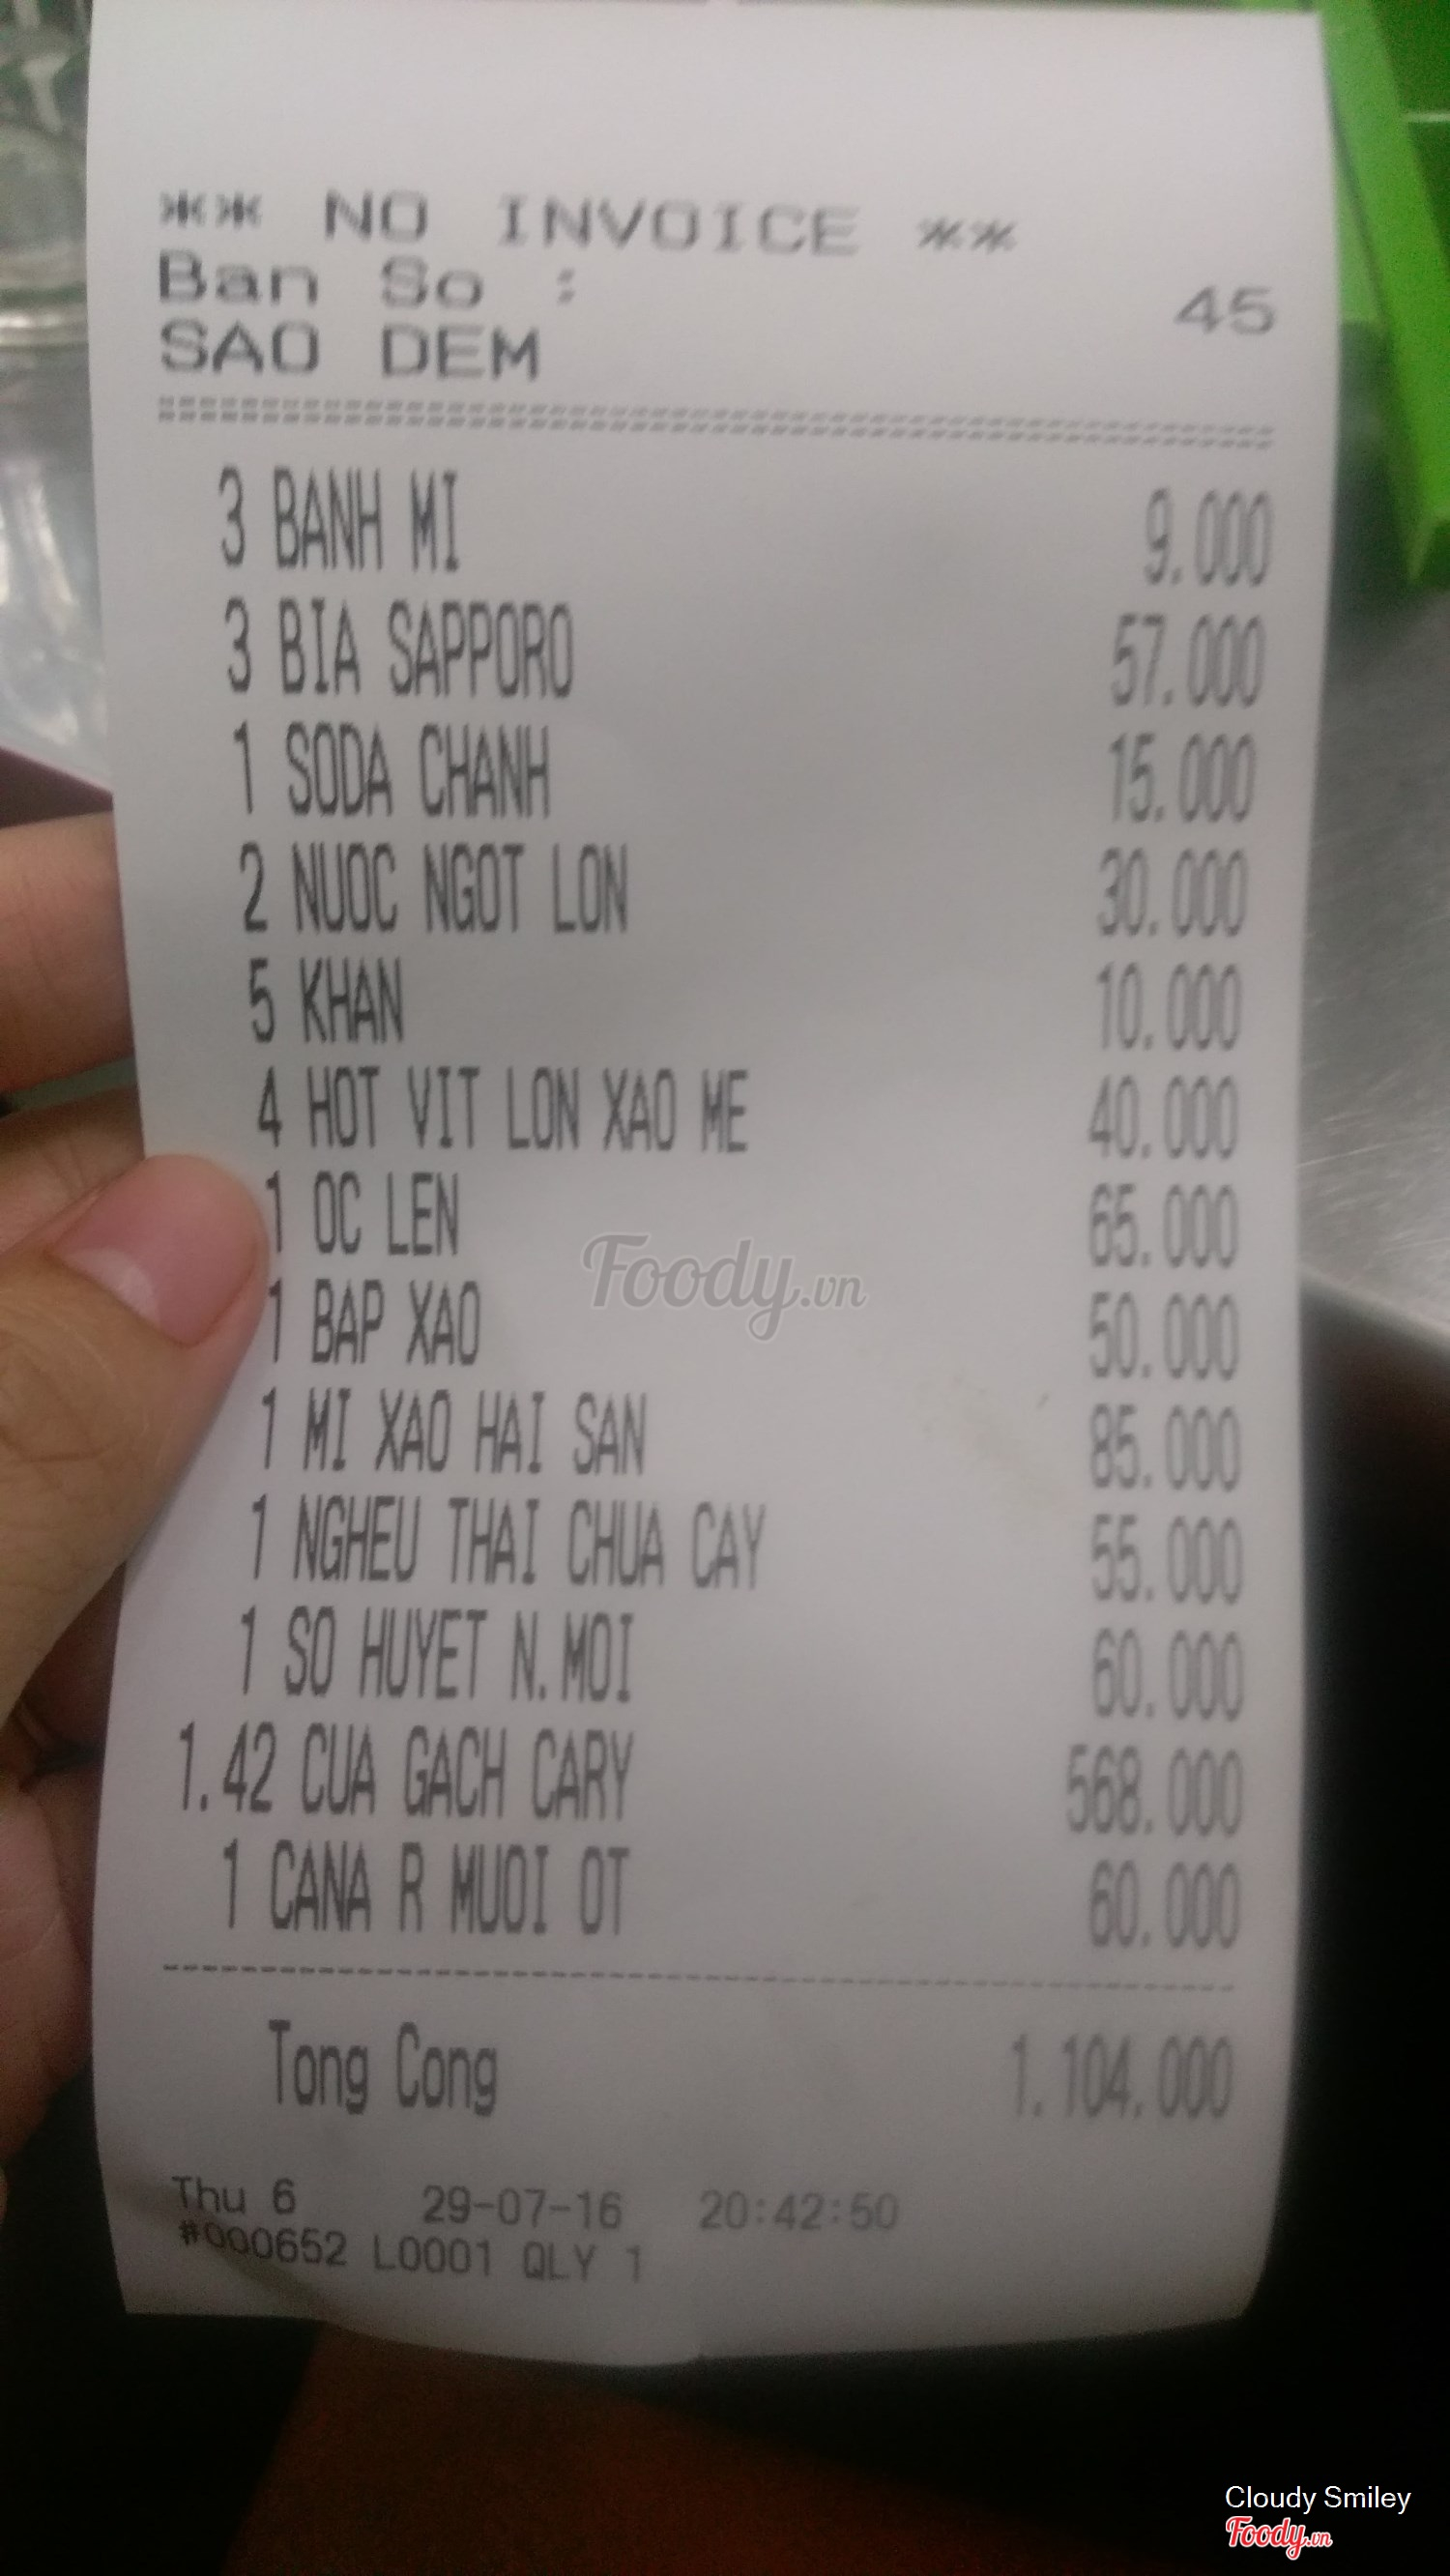 ** NO INVOICE **
Ban So : 45
SAO DEM
3 BANH MI 9.000
3 BIA SAPPORO 57.000
1 SODA CHANH 15.000
2 NUOC NGOT LON 30.000
5 KHAN 10.000
4 HOT VIT LON XAO ME 40.000
1 OC LEN 65.000
1 BAP XAO 50.000
1 MI XAO HAI SAN 85.000
1 NGHEU THAI CHUA CAY 55.000
1 SO HUYET N.MOI 60.000
1.42 CUA GACH CARY 568.000
1 CANA R MUOI OT 60.000
Tong Cong 1.104.000
Thu 6 29-07-16 20:42:50
#000652 L0001 QLY 1
Foody.vn
Cloudy Smiley
Foody.vn